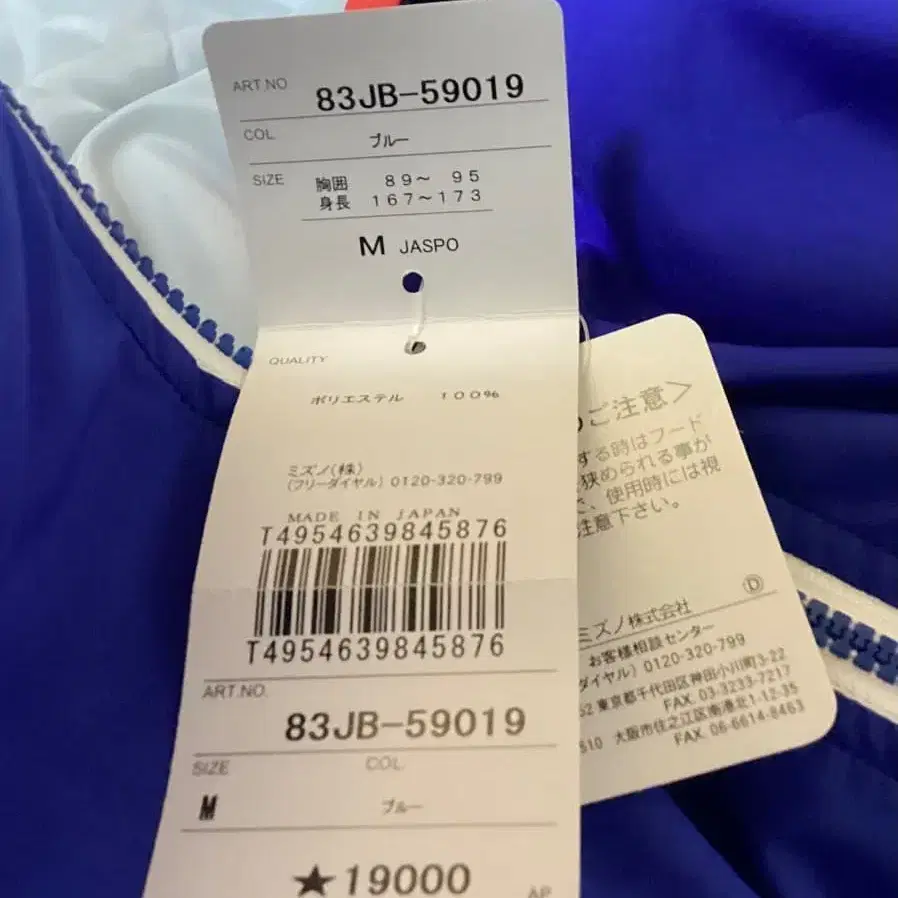 ART.NO
83JB-59019
COL
ブルー
SIZE
胸囲 89～ 95
身長 167～173
M JASPO
QUALITY
ポリエステル 100%
ミズノ(株)
(フリーダイヤル) 0120-320-799
MADE IN JAPAN
T4954639845876
T4954639845876
ART.NO.
83JB-59019
SIZE COL
M ブルー
★19000
AP
のご注意＞
する時はフード
狭められる事が
、使用時には視
注意下さい。
D
ミズノ株式会社
お客様相談センター
ダイヤル) 0120-320-799
52 東京都千代田区神田小川町3-22
FAX. 03-3233-7217
510 大阪市住之江区南港北1-12-35
FAX. 06-6614-8463